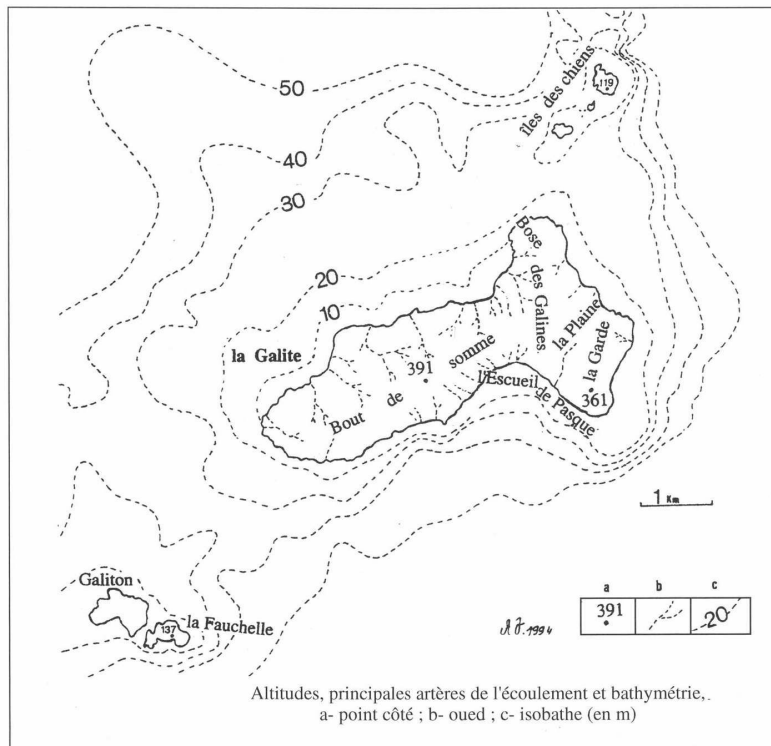 50
119
îles des chiens
40
30
Bose
des Galines
20
10
la Plaine
la Galite
somme
la Garde
391
l'Escueil
de Pasque
361
Bout de
1 Km
Galiton
la Fauchelle
137
a b c
391
20
1994
Altitudes, principales artères de l'écoulement et bathymétrie,
a- point côté ; b- oued ; c- isobathe (en m)